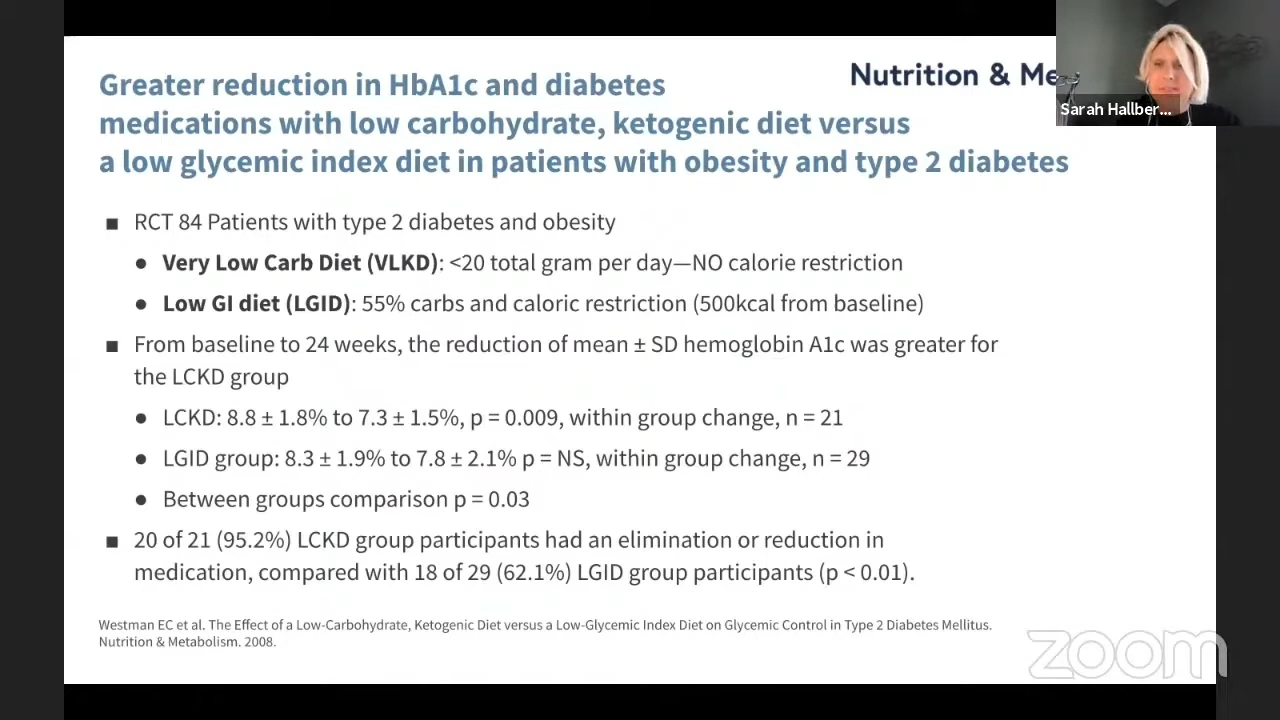 Greater reduction in HbA1c and diabetes
medications with low carbohydrate, ketogenic diet versus
a low glycemic index diet in patients with obesity and type 2 diabetes
Nutrition & Me
Sarah Hallber...
■ RCT 84 Patients with type 2 diabetes and obesity
● Very Low Carb Diet (VLKD): <20 total gram per day—NO calorie restriction
● Low GI diet (LGID): 55% carbs and caloric restriction (500kcal from baseline)
■ From baseline to 24 weeks, the reduction of mean ± SD hemoglobin A1c was greater for
the LCKD group
● LCKD: 8.8 ± 1.8% to 7.3 ± 1.5%, p = 0.009, within group change, n = 21
● LGID group: 8.3 ± 1.9% to 7.8 ± 2.1% p = NS, within group change, n = 29
● Between groups comparison p = 0.03
■ 20 of 21 (95.2%) LCKD group participants had an elimination or reduction in
medication, compared with 18 of 29 (62.1%) LGID group participants (p < 0.01).
Westman EC et al. The Effect of a Low-Carbohydrate, Ketogenic Diet versus a Low-Glycemic Index Diet on Glycemic Control in Type 2 Diabetes Mellitus.
Nutrition & Metabolism. 2008.
zoom